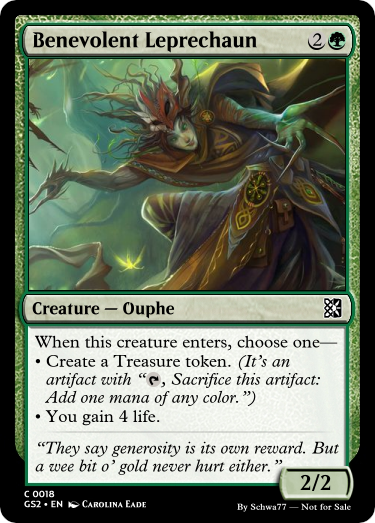 Benevolent Leprechaun 2
Creature — Ouphe
When this creature enters, choose one—
• Create a Treasure token. (It's an
artifact with “, Sacrifice this artifact:
Add one mana of any color.”)
• You gain 4 life.
“They say generosity is its own reward. But
a wee bit o' gold never hurt either.”
2/2
C 0018
GS2 • EN Carolina Eade
By Schwa77 — Not for Sale